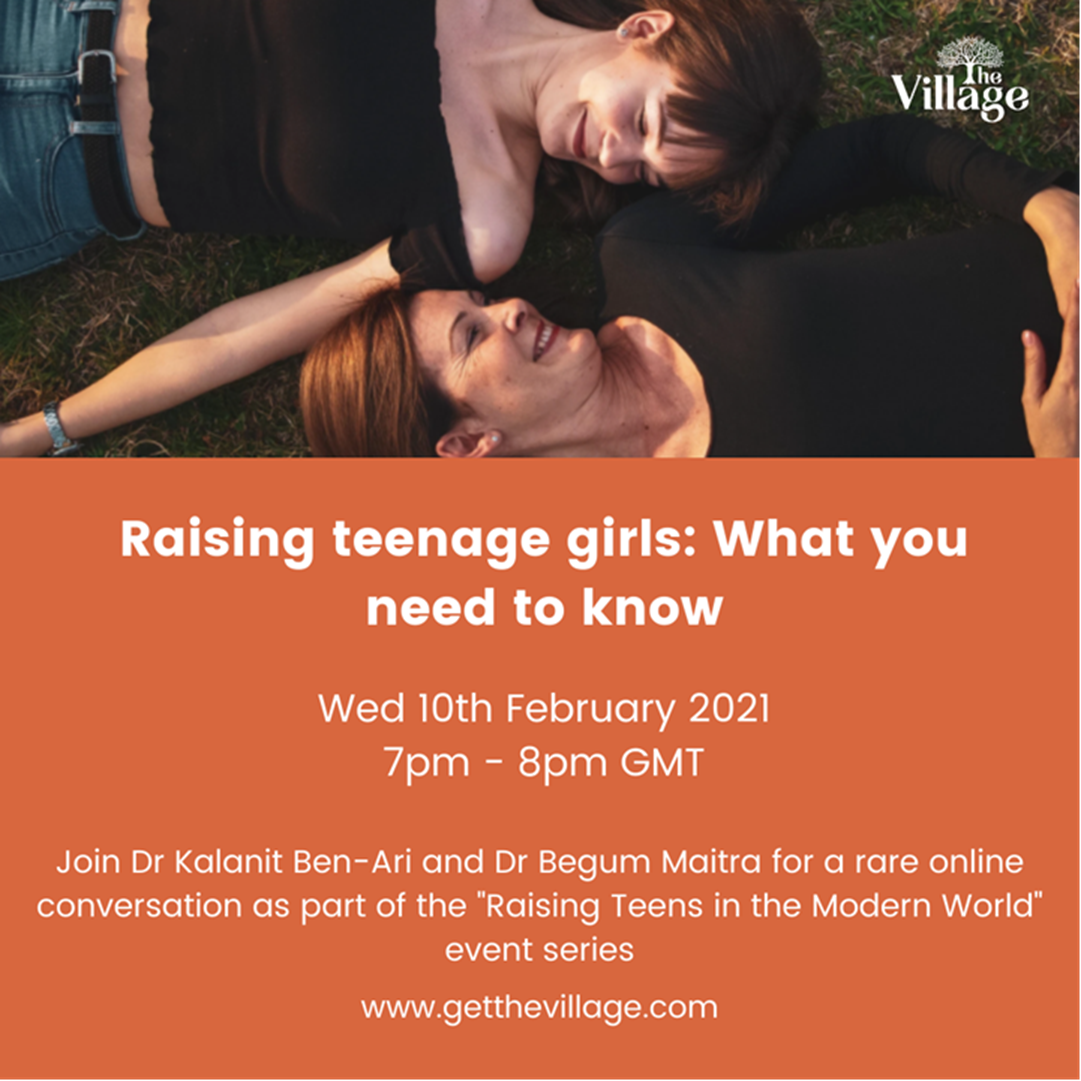 The
Village
Raising teenage girls: What you
need to know
Wed 10th February 2021
7pm - 8pm GMT
Join Dr Kalanit Ben-Ari and Dr Begum Maitra for a rare online
conversation as part of the "Raising Teens in the Modern World"
event series
www.getthevillage.com